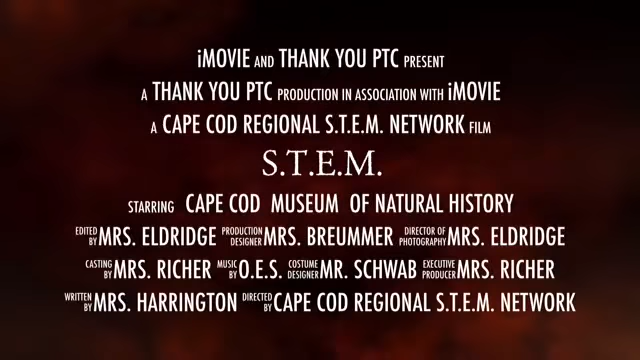 iMOVIE AND THANK YOU PTC PRESENT
A THANK YOU PTC PRODUCTION IN ASSOCIATION WITH iMOVIE
A CAPE COD REGIONAL S.T.E.M. NETWORK FILM
S.T.E.M.
STARRING CAPE COD MUSEUM OF NATURAL HISTORY
EDITED BY MRS. ELDRIDGE PRODUCTION DESIGNER MRS. BREUMMER DIRECTOR OF PHOTOGRAPHY MRS. ELDRIDGE
CASTING BY MRS. RICHER MUSIC BY O.E.S. COSTUME DESIGNER MR. SCHWAB EXECUTIVE PRODUCER MRS. RICHER
WRITTEN BY MRS. HARRINGTON DIRECTED BY CAPE COD REGIONAL S.T.E.M. NETWORK